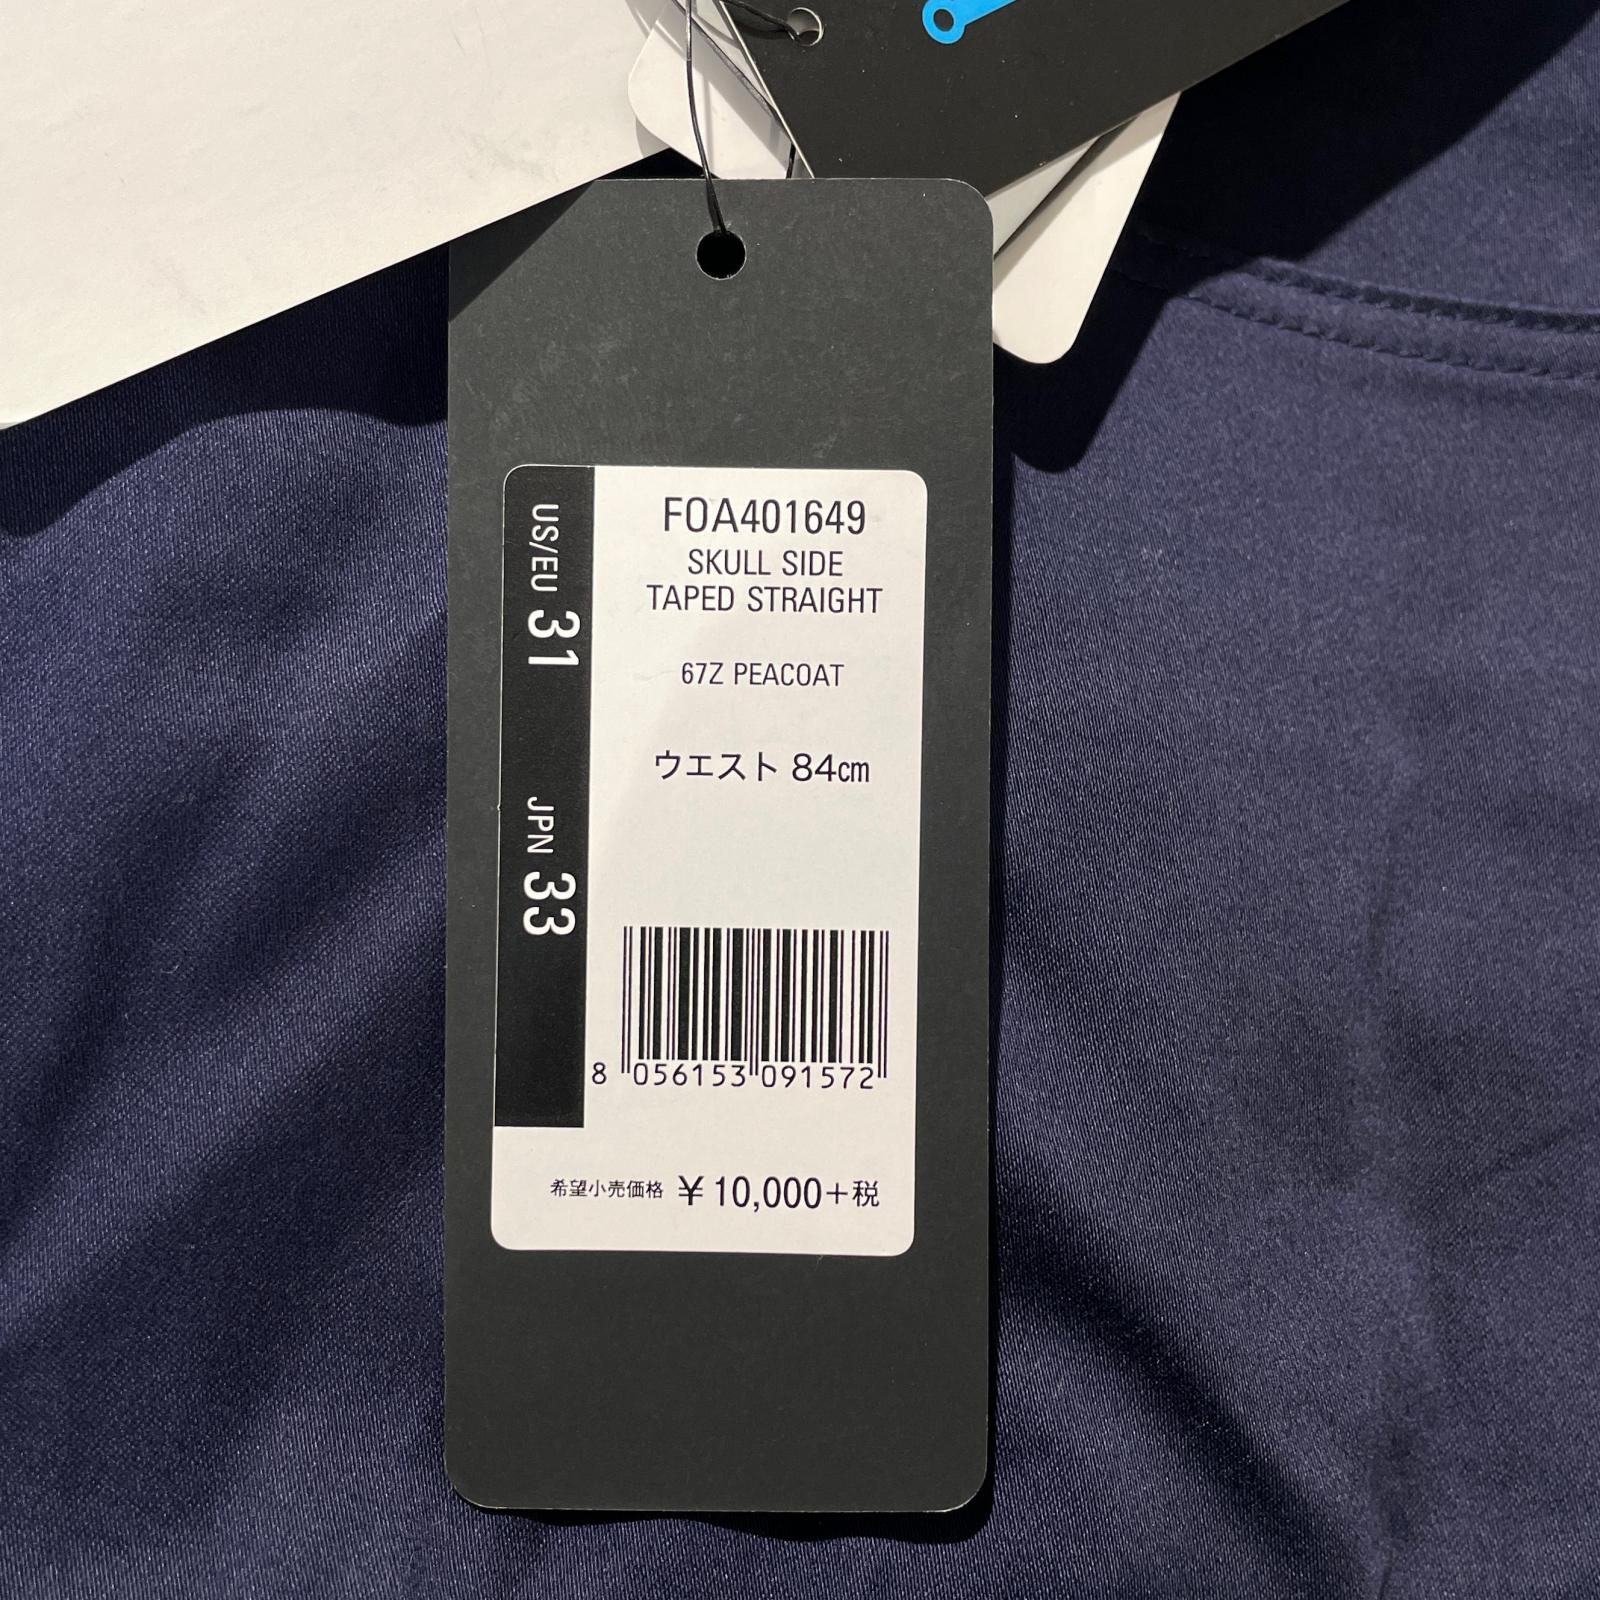 FOA401649
SKULL SIDE
TAPED STRAIGHT
67Z PEACOAT
ウエスト 84㎝
US/EU 31
JPN 33
8 056153 091572
希望小売価格 ¥10,000+税